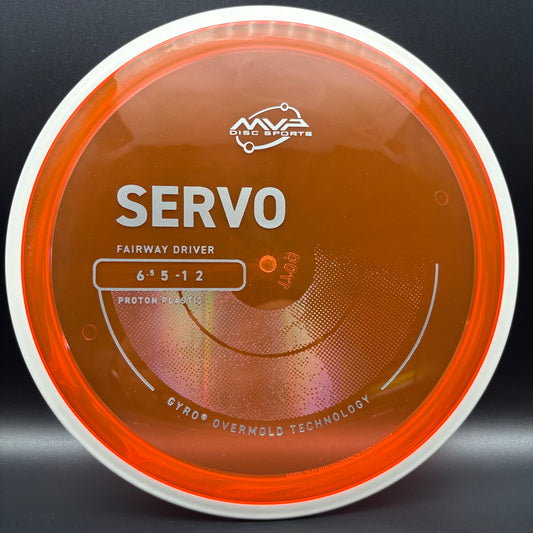 MVP
DISC SPORTS
SERVO
FAIRWAY DRIVER
6.5 5 -1 2
PROTON PLASTIC
GYRO® OVERMOLD TECHNOLOGY